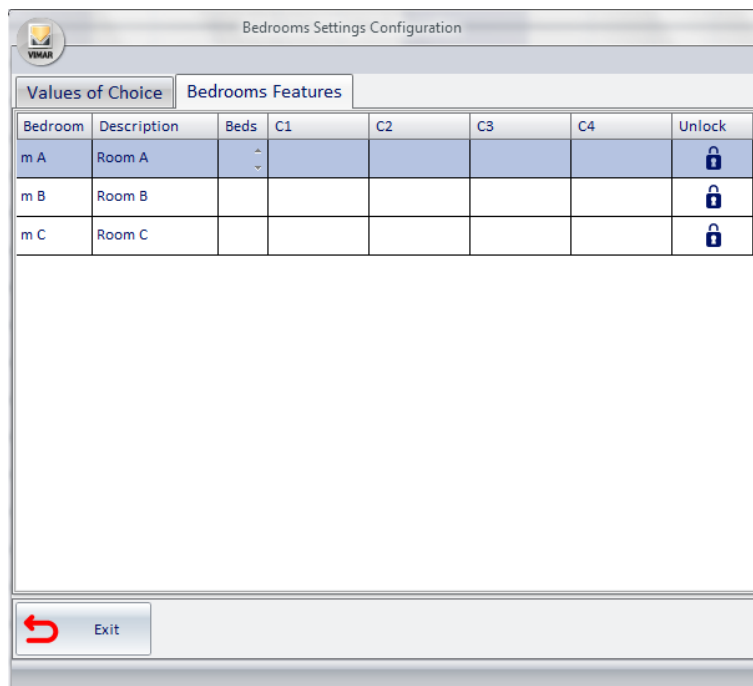 Bedrooms Settings Configuration
VIMAR
Values of Choice Bedrooms Features
Bedroom Description Beds C1 C2 C3 C4 Unlock
m A Room A
m B Room B
m C Room C
Exit